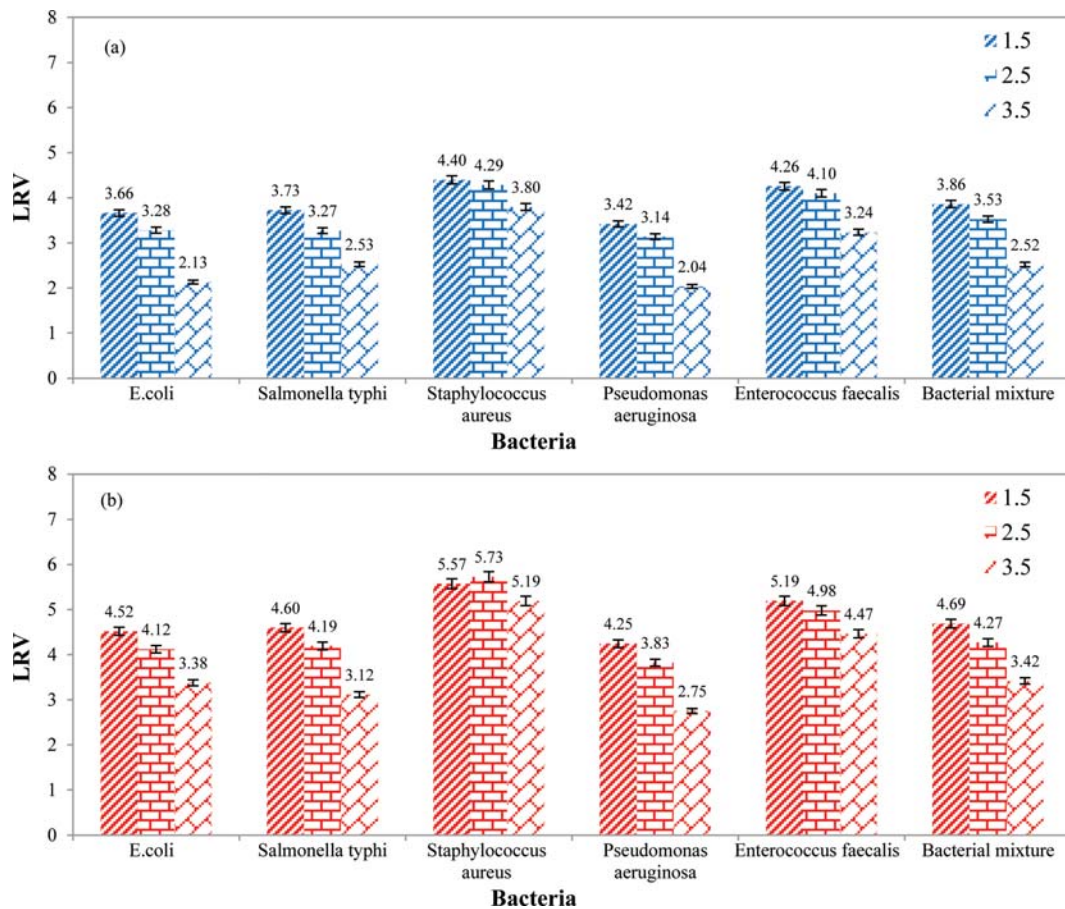 (a)
1.5
2.5
3.5
LRV
8
7
6
5
4
3
2
1
0
3.66
3.28
2.13
3.73
3.27
2.53
4.40
4.29
3.80
3.42
3.14
2.04
4.26
4.10
3.24
3.86
3.53
2.52
E.coli
Salmonella typhi
Staphylococcus
aureus
Pseudomonas
aeruginosa
Enterococcus faecalis
Bacterial mixture
Bacteria
(b)
1.5
2.5
3.5
LRV
8
7
6
5
4
3
2
1
0
4.52
4.12
3.38
4.60
4.19
3.12
5.57
5.73
5.19
4.25
3.83
2.75
5.19
4.98
4.47
4.69
4.27
3.42
E.coli
Salmonella typhi
Staphylococcus
aureus
Pseudomonas
aeruginosa
Enterococcus faecalis
Bacterial mixture
Bacteria